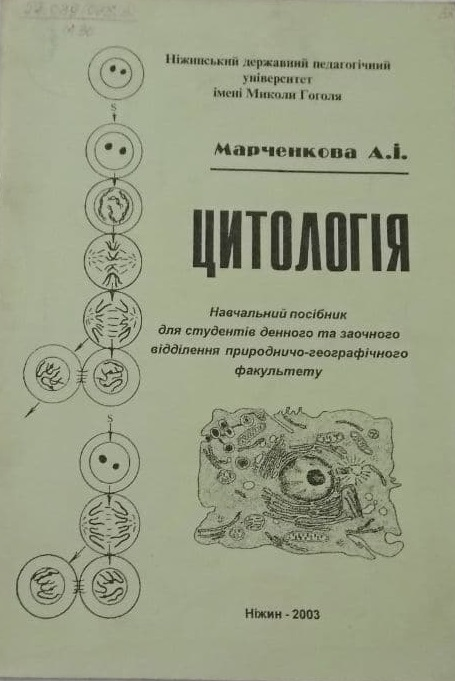 Ніжинський державний педагогічний
університет
імені Миколи Гоголя
Марченкова А.І.
ЦИТОЛОГІЯ
Навчальний посібник
для студентів денного та заочного
відділення природничо-географічного
факультету
S
S
Ніжин - 2003